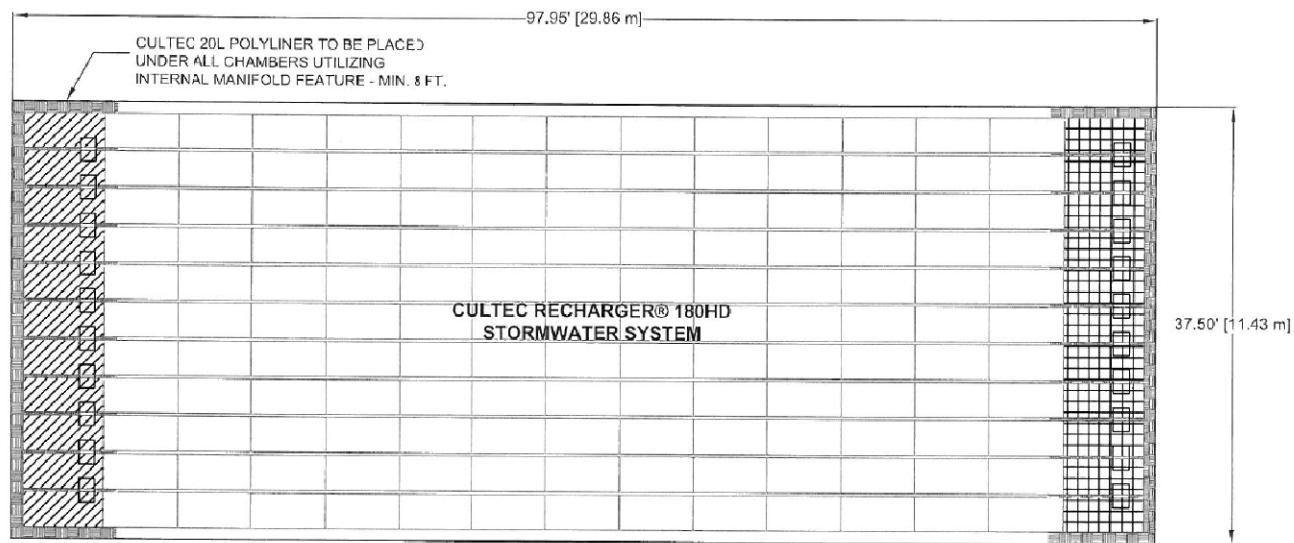 97.95' [29.86 m]
CULTEC 20L POLYLINER TO BE PLACED
UNDER ALL CHAMBERS UTILIZING
INTERNAL MANIFOLD FEATURE - MIN. 8 FT.
CULTEC RECHARGER® 180HD
STORMWATER SYSTEM
37.50' [11.43 m]